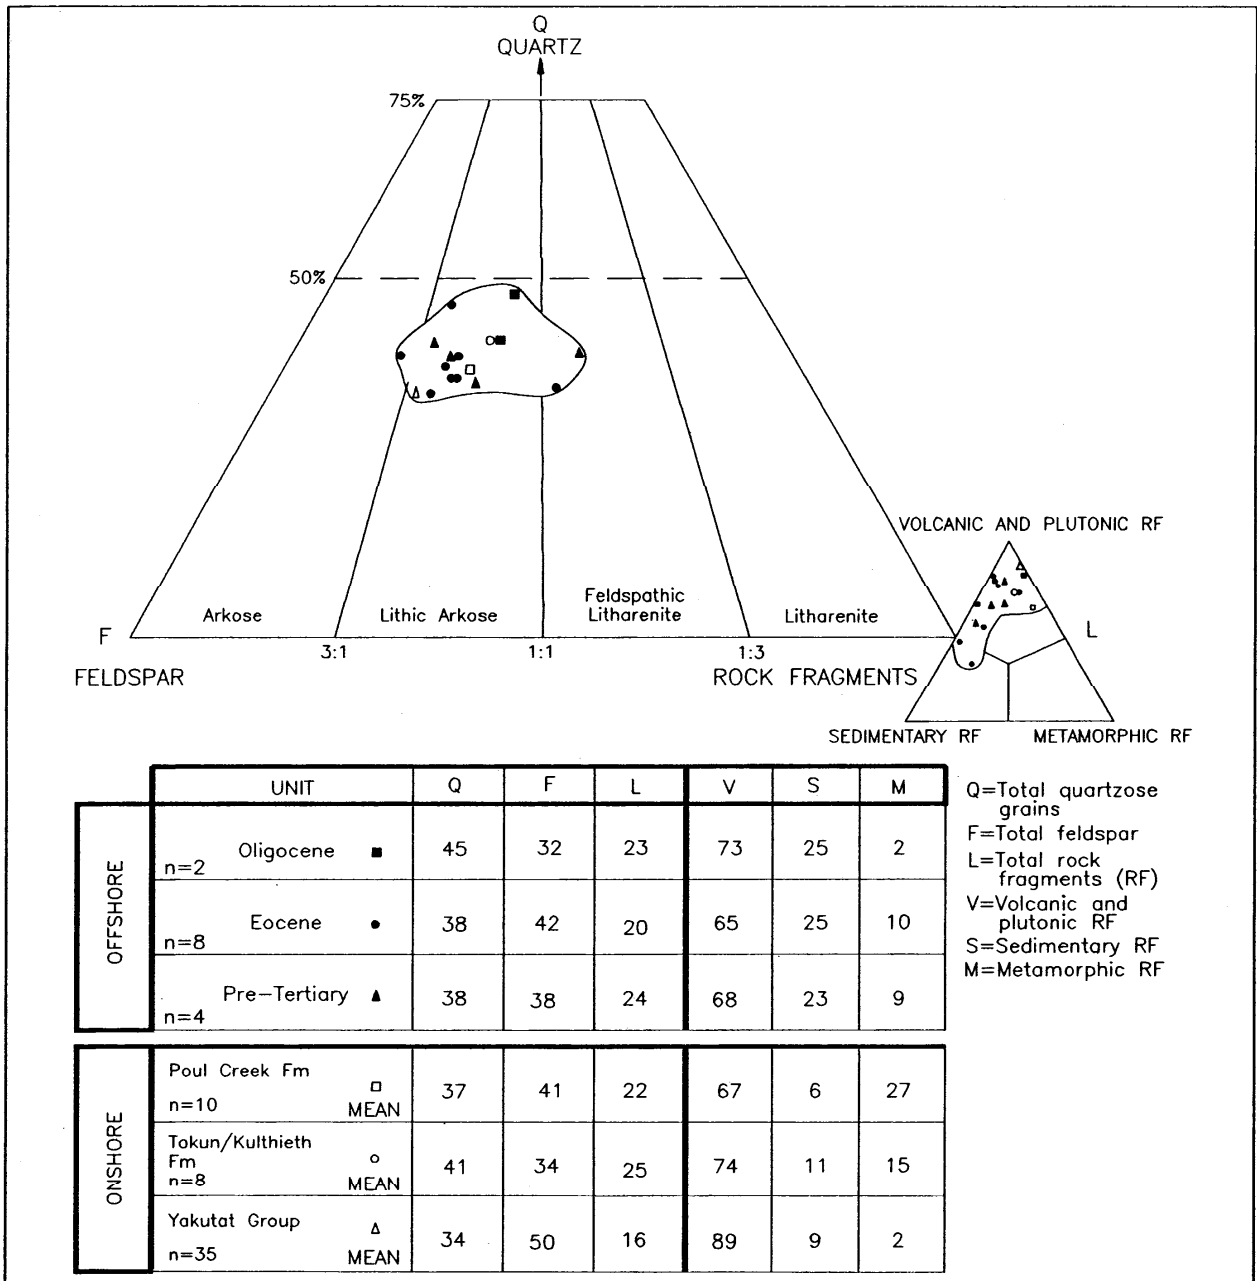 Q
QUARTZ
75%
50%
Arkose
Lithic Arkose
Feldspathic
Litharenite
Litharenite
F
3:1
1:1
1:3
FELDSPAR
ROCK FRAGMENTS
VOLCANIC AND PLUTONIC RF
L
SEDIMENTARY RF
METAMORPHIC RF
UNIT Q F L V S M
OFFSHORE
Oligocene
n=2
45 32 23 73 25 2
Eocene
n=8
38 42 20 65 25 10
Pre-Tertiary
n=4
38 38 24 68 23 9
ONSHORE
Poul Creek Fm
n=10 MEAN
37 41 22 67 6 27
Tokun/Kulthieth
Fm
n=8 MEAN
41 34 25 74 11 15
Yakutat Group
n=35 MEAN
34 50 16 89 9 2
Q=Total quartzose
grains
F=Total feldspar
L=Total rock
fragments (RF)
V=Volcanic and
plutonic RF
S=Sedimentary RF
M=Metamorphic RF